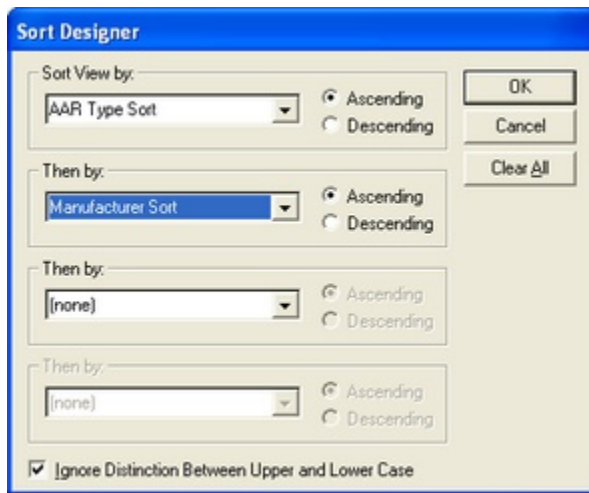 Sort Designer
Sort View by:
AAR Type Sort
Ascending
Descending
OK
Cancel
Clear All
Then by:
Manufacturer Sort
Ascending
Descending
Then by:
(none)
Ascending
Descending
Then by:
(none)
Ascending
Descending
Ignore Distinction Between Upper and Lower Case